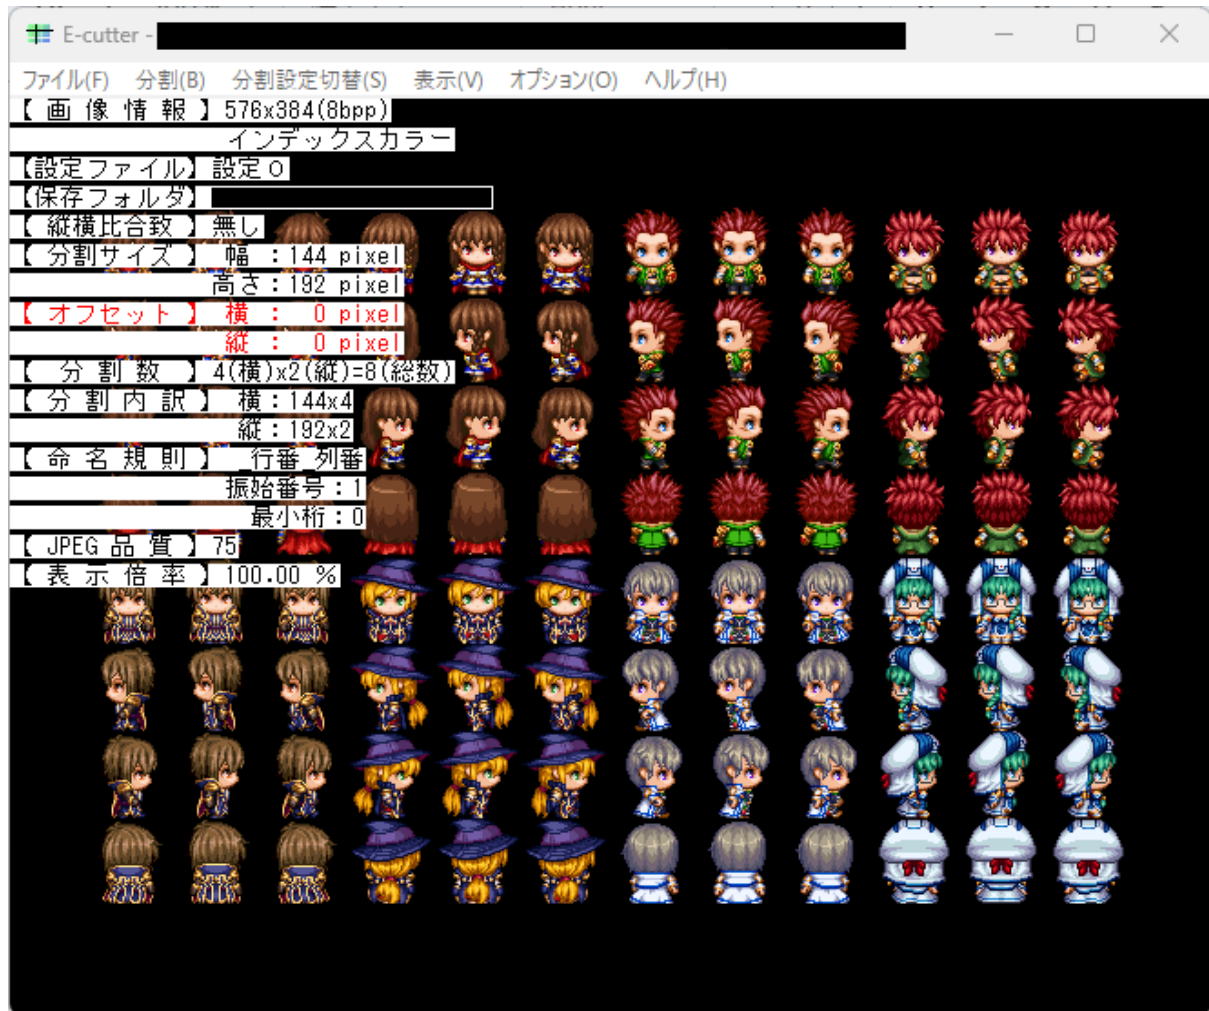 E-cutter -
ファイル(F) 分割(B) 分割設定切替(S) 表示(V) オプション(O) ヘルプ(H)
【 画 像 情 報 】 576x384(8bpp)
インデックスカラー
【設定ファイル】 設定０
【保存フォルダ】
【 縦横比合致 】 無し
【 分割サイズ 】 幅 : 144 pixel
高さ : 192 pixel
【 オフセット 】 横 : 0 pixel
縦 : 0 pixel
【 分 割 数 】 4(横)x2(縦)=8(総数)
【 分 割 内 訳 】 横 : 144x4
縦 : 192x2
【 命 名 規 則 】 _行番_列番
振始番号 : 1
最小桁 : 0
【 JPEG 品 質 】 75
【 表 示 倍 率 】 100.00 %